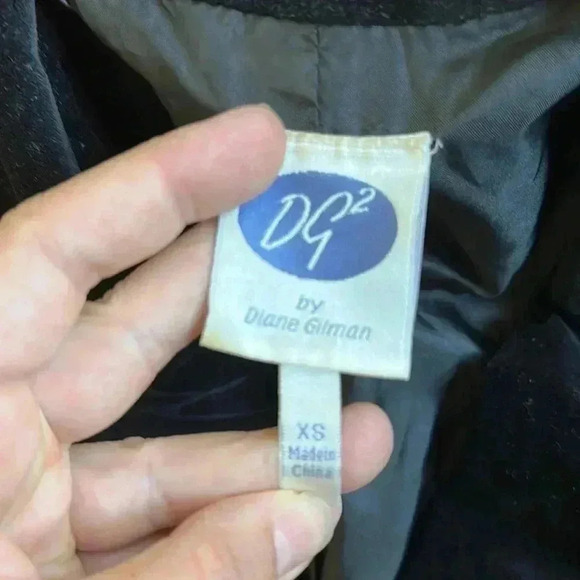 DG²
by
Diane Gilman
XS
Made in
China